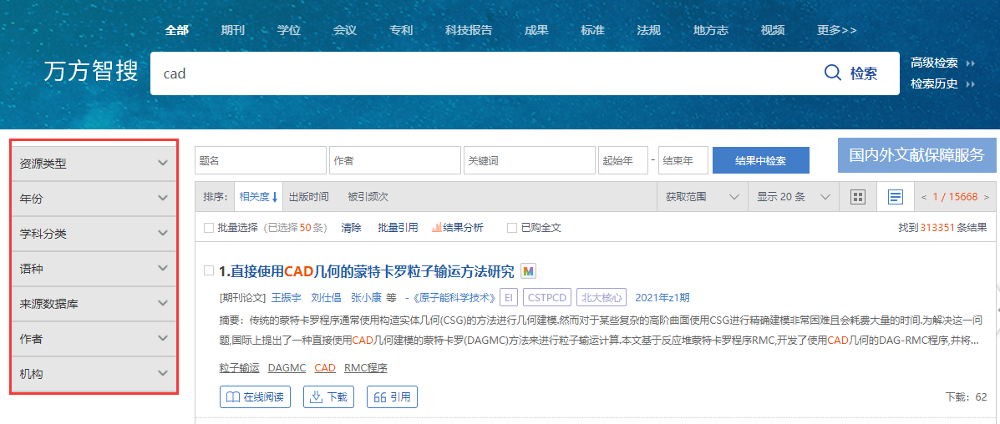 全部 期刊 学位 会议 专利 科技报告 成果 标准 法规 地方志 视频 更多>>
万方智搜 cad 检索 高级检索
检索历史
资源类型
年份
学科分类
语种
来源数据库
作者
机构
题名 作者 关键词 起始年 - 结束年 结果中检索 国内外文献保障服务
排序: 相关度 出版时间 被引频次 获取范围 显示 20 条 < 1 / 15668 >
批量选择 (已选择 50 条) 清除 批量引用 结果分析 已购全文 找到 313351 条结果
1.直接使用CAD几何的蒙特卡罗粒子输运方法研究 M
[期刊论文] 王振宇 刘仕倡 张小康 等 -《原子能科学技术》 EI CSTPCD 北大核心 2021年z1期
摘要：传统的蒙特卡罗程序通常使用构造实体几何(CSG)的方法进行几何建模,然而对于某些复杂的高阶曲面使用CSG进行精确建模非常困难且会耗费大量的时间.为解决这一问
题,国际上提出了一种直接使用CAD几何建模的蒙特卡罗(DAGMC)方法来进行粒子输运计算.本文基于反应堆蒙特卡罗程序RMC,开发了使用CAD几何的DAG-RMC程序,并将...
粒子输运 DAGMC CAD RMC程序
在线阅读 下载 引用 下载：62